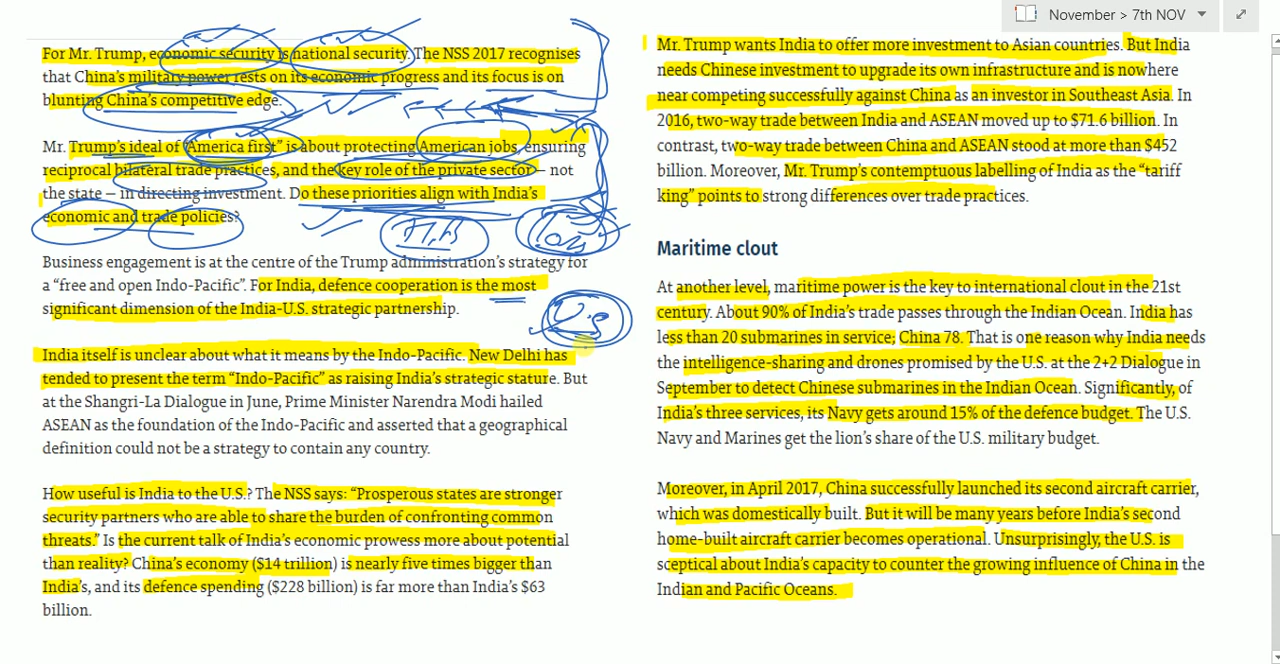 November > 7th NOV
For Mr. Trump, economic security is national security. The NSS 2017 recognises
that China's military power rests on its economic progress and its focus is on
blunting China's competitive edge.
Mr. Trump's ideal of “America first” is about protecting American jobs, ensuring
reciprocal bilateral trade practices, and the key role of the private sector — not
the state — in directing investment. Do these priorities align with India's
economic and trade policies?
Business engagement is at the centre of the Trump administration's strategy for
a “free and open Indo-Pacific”. For India, defence cooperation is the most
significant dimension of the India-U.S. strategic partnership.
U.S
India itself is unclear about what it means by the Indo-Pacific. New Delhi has
tended to present the term “Indo-Pacific” as raising India's strategic stature. But
at the Shangri-La Dialogue in June, Prime Minister Narendra Modi hailed
ASEAN as the foundation of the Indo-Pacific and asserted that a geographical
definition could not be a strategy to contain any country.
How useful is India to the U.S.? The NSS says: “Prosperous states are stronger
security partners who are able to share the burden of confronting common
threats.” Is the current talk of India's economic prowess more about potential
than reality? China's economy ($14 trillion) is nearly five times bigger than
India's, and its defence spending ($228 billion) is far more than India's $63
billion.
Mr. Trump wants India to offer more investment to Asian countries. But India
needs Chinese investment to upgrade its own infrastructure and is nowhere
near competing successfully against China as an investor in Southeast Asia. In
2016, two-way trade between India and ASEAN moved up to $71.6 billion. In
contrast, two-way trade between China and ASEAN stood at more than $452
billion. Moreover, Mr. Trump's contemptuous labelling of India as the “tariff
king” points to strong differences over trade practices.
Maritime clout
At another level, maritime power is the key to international clout in the 21st
century. About 90% of India's trade passes through the Indian Ocean. India has
less than 20 submarines in service; China 78. That is one reason why India needs
the intelligence-sharing and drones promised by the U.S. at the 2+2 Dialogue in
September to detect Chinese submarines in the Indian Ocean. Significantly, of
India's three services, its Navy gets around 15% of the defence budget. The U.S.
Navy and Marines get the lion's share of the U.S. military budget.
Moreover, in April 2017, China successfully launched its second aircraft carrier,
which was domestically built. But it will be many years before India's second
home-built aircraft carrier becomes operational. Unsurprisingly, the U.S. is
sceptical about India's capacity to counter the growing influence of China in the
Indian and Pacific Oceans.